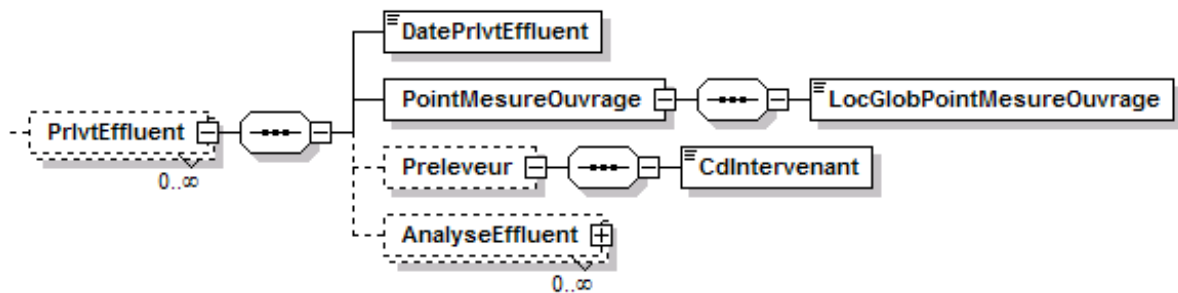 DatePrlvtEffluent
PointMesureOuvrage
LocGlobPointMesureOuvrage
PrlvtEffluent
0..∞
Preleveur
CdIntervenant
AnalyseEffluent
0..∞